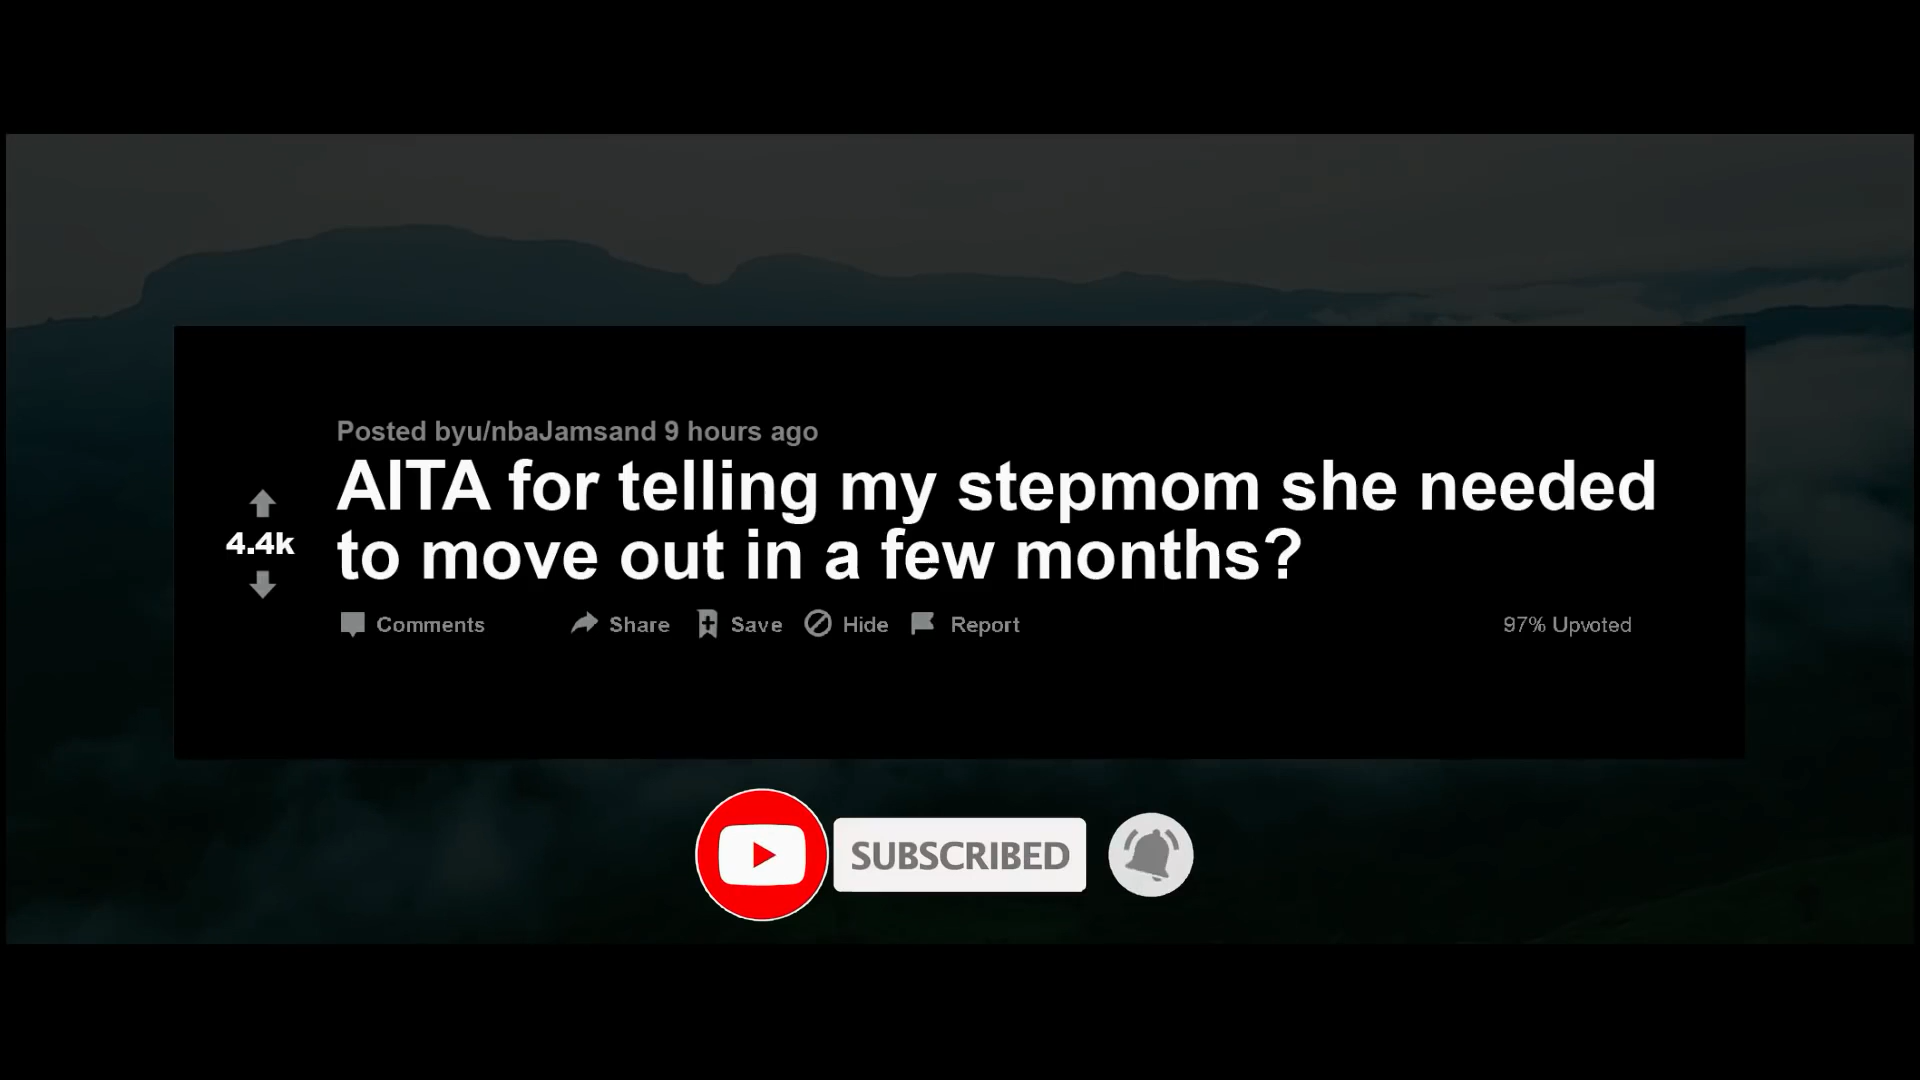 Posted byu/nbaJamsand 9 hours ago
AITA for telling my stepmom she needed
to move out in a few months?
4.4k
Comments Share Save Hide Report 97% Upvoted
SUBSCRIBED